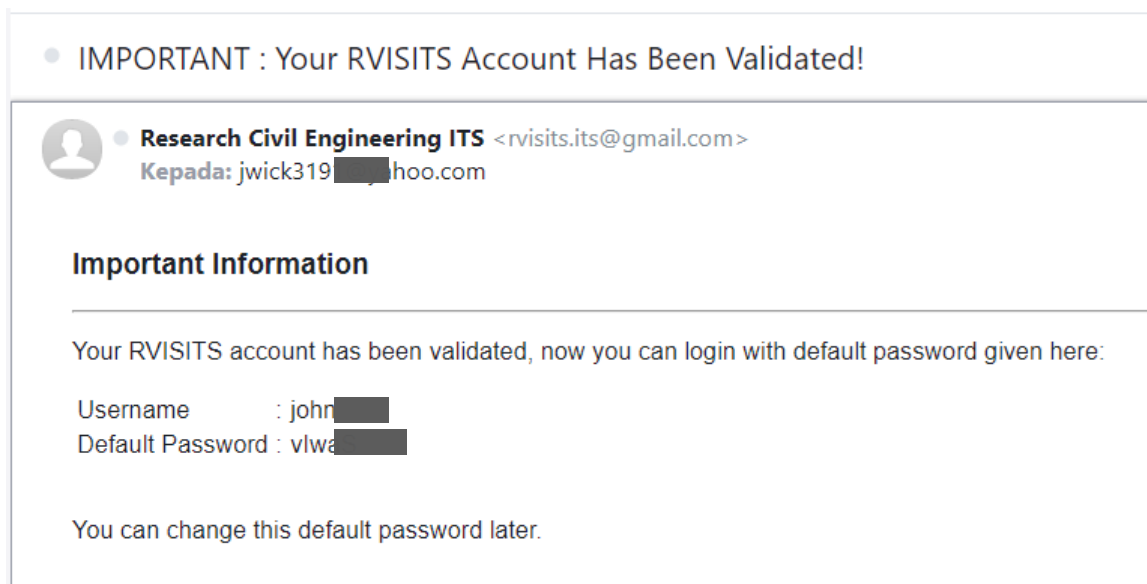 IMPORTANT : Your RVISITS Account Has Been Validated!
Research Civil Engineering ITS <rvisits.its@gmail.com>
Kepada: jwick319 hoo.com
Important Information
Your RVISITS account has been validated, now you can login with default password given here:
Username : john
Default Password : vlwa
You can change this default password later.